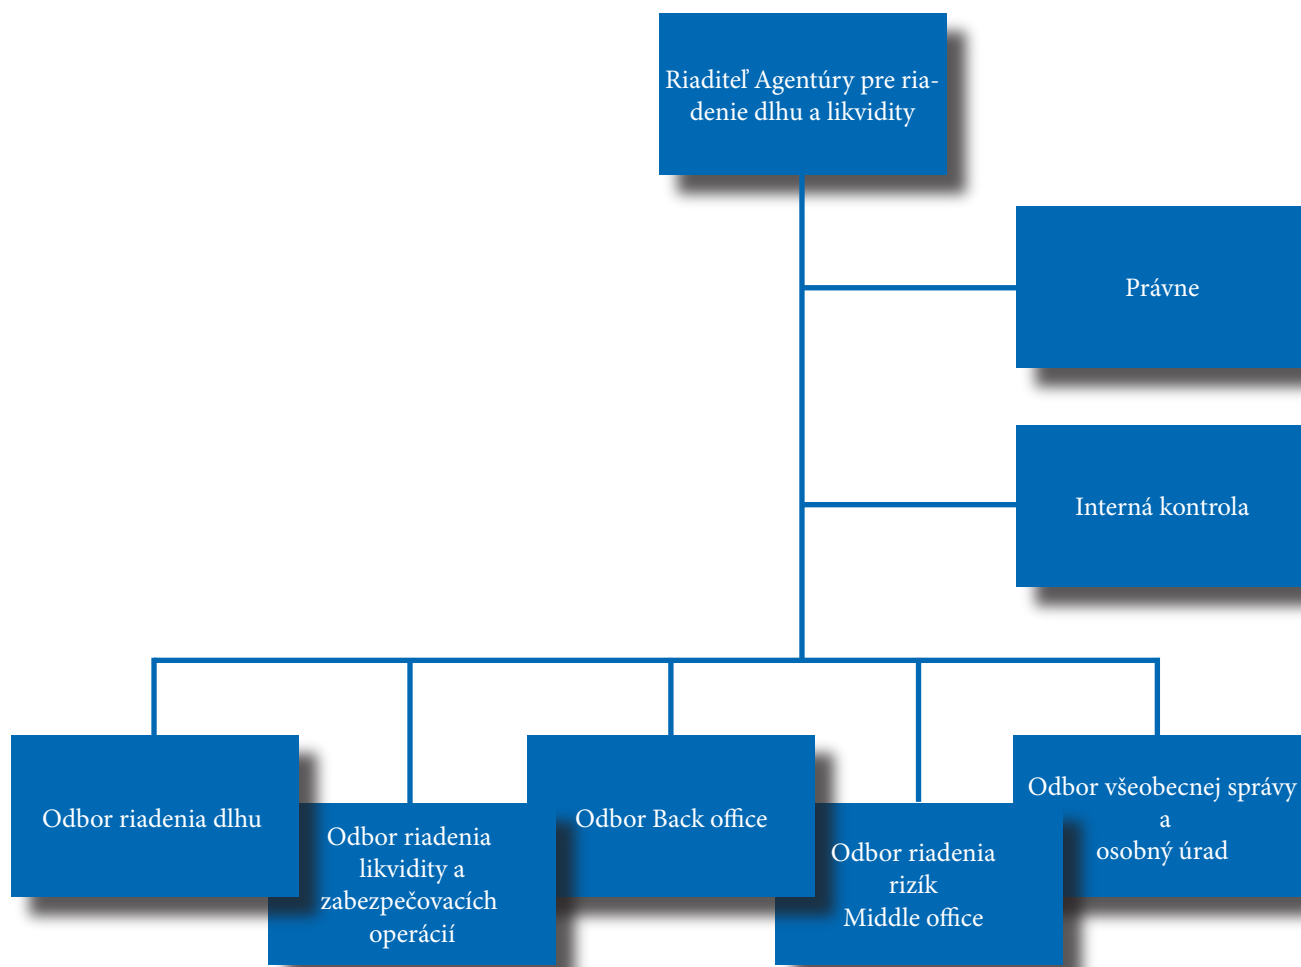 Riaditeľ Agentúry pre ria-
denie dlhu a likvidity
Právne
Interná kontrola
Odbor riadenia dlhu
Odbor riadenia
likvidity a
zabezpečovacích
operácií
Odbor Back office
Odbor riadenia
rizík
Middle office
Odbor všeobecnej správy
a
osobný úrad